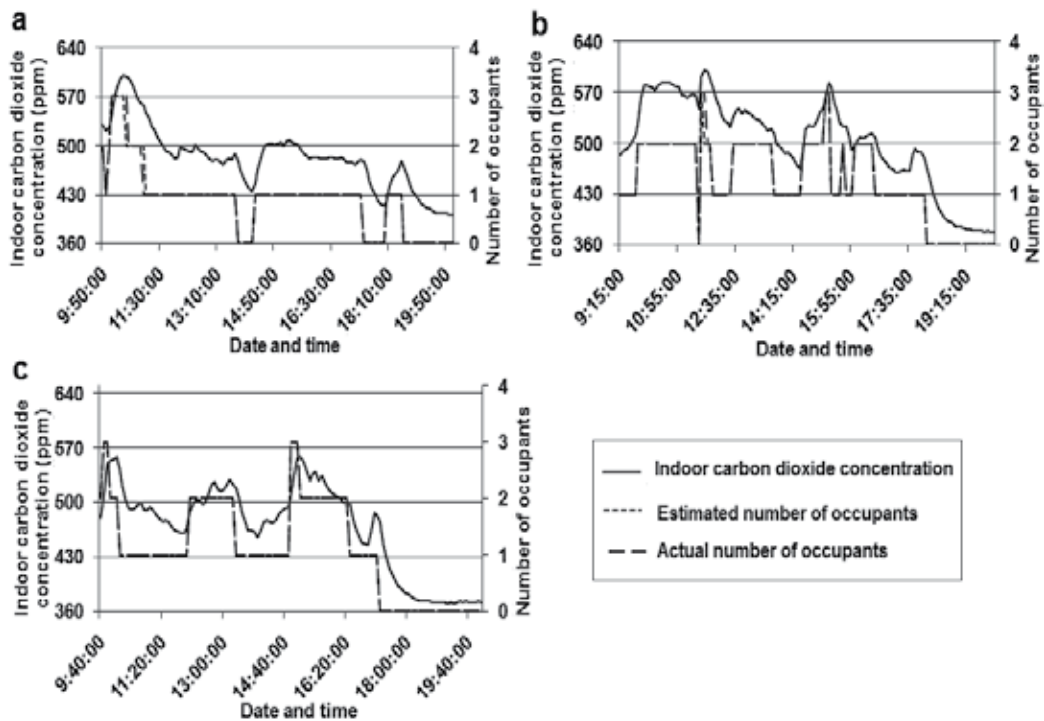 a
Indoor carbon dioxide
concentration (ppm)
640
570
500
430
360
4
3
2
1
0
Number of occupants
9:50:00
11:30:00
13:10:00
14:50:00
16:30:00
18:10:00
19:50:00
Date and time
b
Indoor carbon dioxide
concentration (ppm)
640
570
500
430
360
4
3
2
1
0
Number of occupants
9:15:00
10:55:00
12:35:00
14:15:00
15:55:00
17:35:00
19:15:00
Date and time
c
Indoor carbon dioxide
concentration (ppm
640
570
500
430
360
4
3
2
1
0
Number of occupants
9:40:00
11:20:00
13:00:00
14:40:00
16:20:00
18:00:00
19:40:00
Date and time
Indoor carbon dioxide concentration
Estimated number of occupants
Actual number of occupants